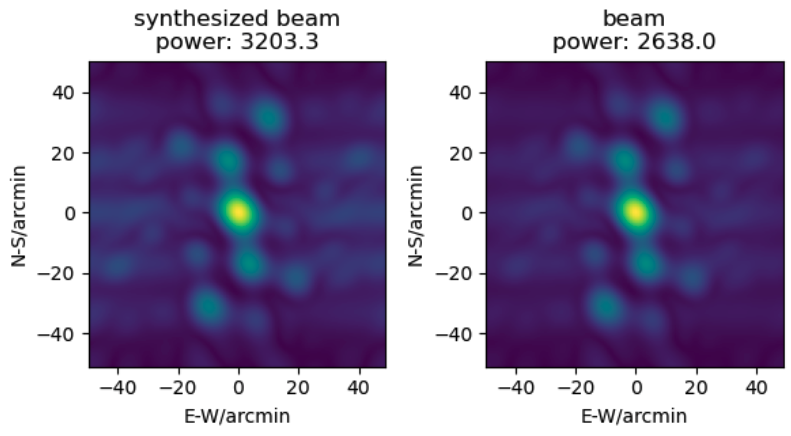 synthesized beam
power: 3203.3
N-S/arcmin
40
20
0
−20
−40
−40 −20 0 20 40
E-W/arcmin
beam
power: 2638.0
N-S/arcmin
40
20
0
−20
−40
−40 −20 0 20 40
E-W/arcmin